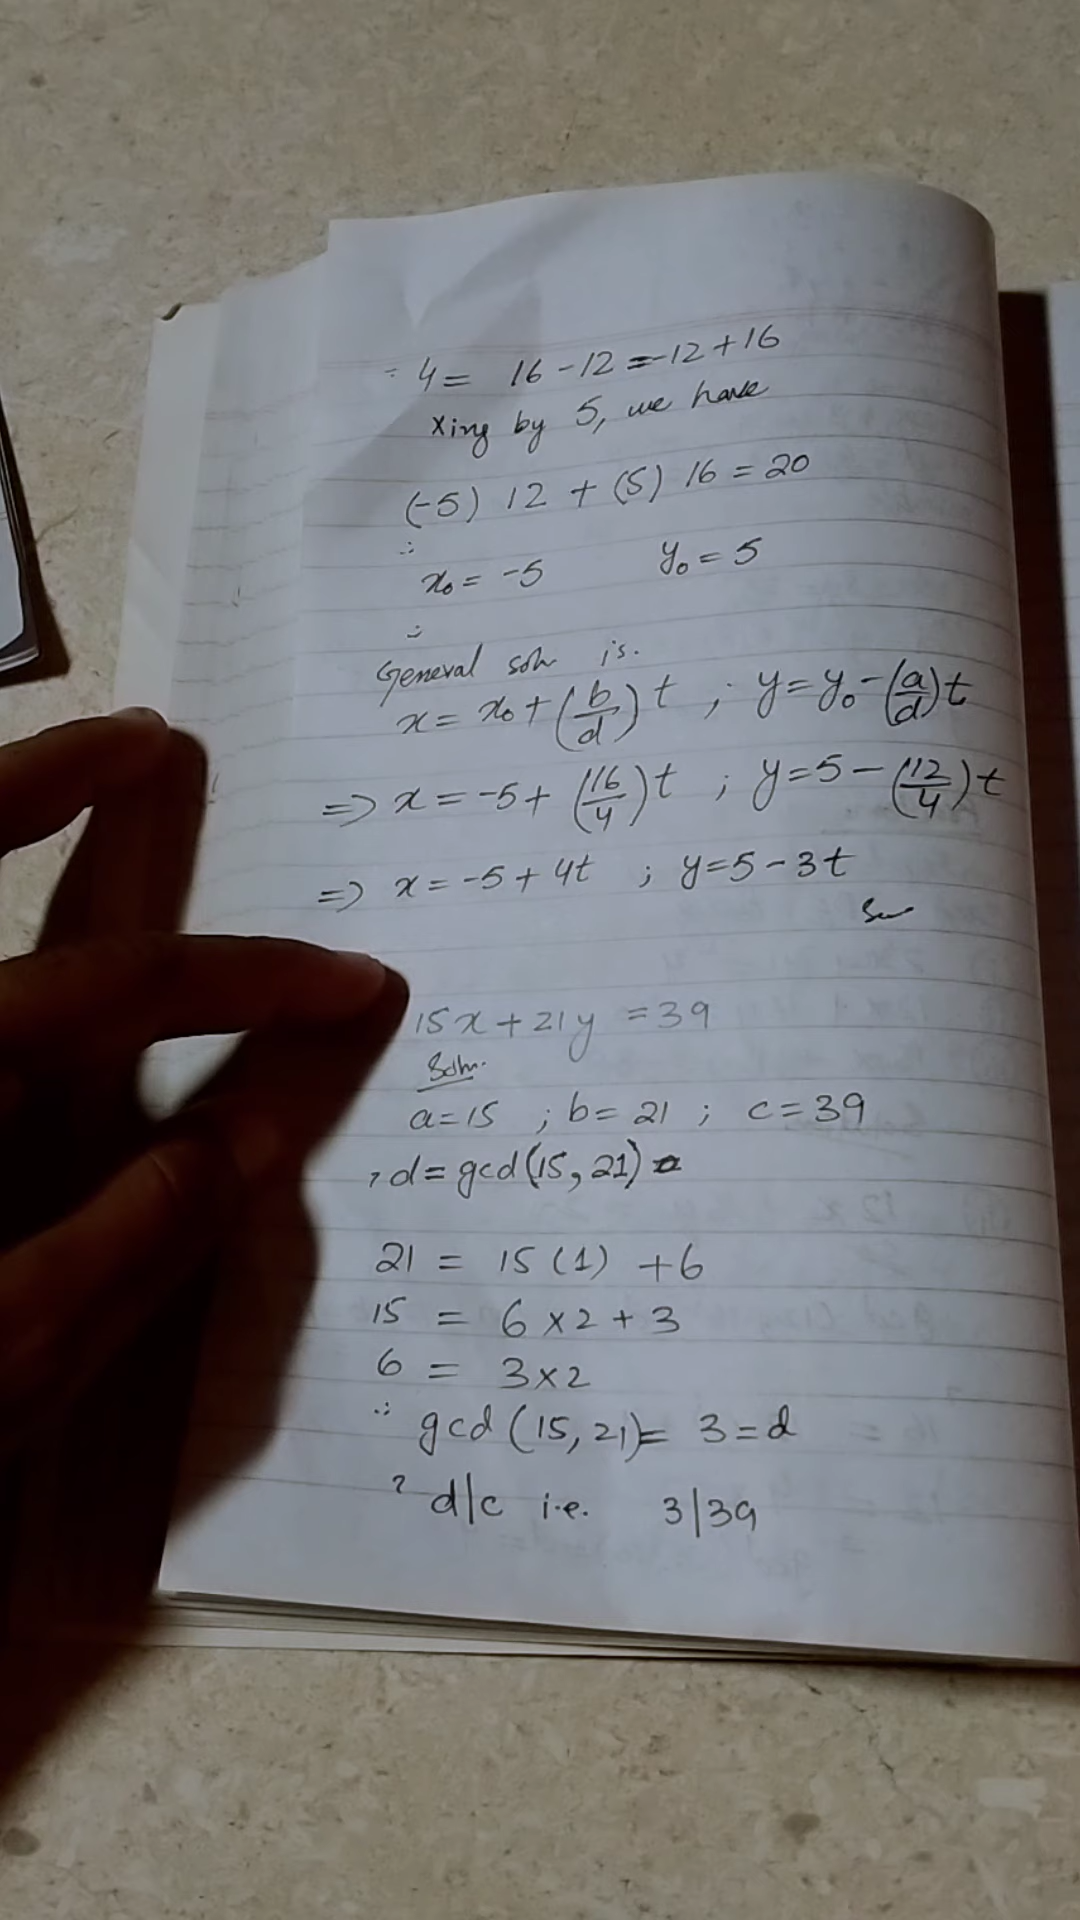 ∴ 4 = 16 - 12 = -12 + 16
Xing by 5, we have
(-5) 12 + (5) 16 = 20
∴ x₀ = -5 y₀ = 5
∴
General soln is.
x = x₀ + (b/d) t ; y = y₀ - (a/d) t
=> x = -5 + (16/4) t ; y = 5 - (12/4) t
=> x = -5 + 4t ; y = 5 - 3t
15x + 21y = 39
Soln.
a = 15 ; b = 21 ; c = 39
, d = gcd(15, 21)
21 = 15 (1) + 6
15 = 6 × 2 + 3
6 = 3 × 2
∴ gcd (15, 21) = 3 = d
? d|c i.e. 3|39